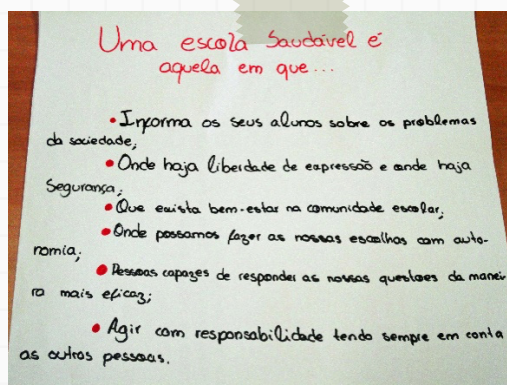 Uma escola Saudável é
aquela em que...
• Informa os seus alunos sobre os problemas
da sociedade;
• Onde haja liberdade de expressão e onde haja
Segurança;
• Que exista bem-estar na comunidade escolar;
• Onde possamos fazer as nossas escolhas com auto-
nomia;
• Pessoas capazes de responder as nossas questões da manei
ra mais eficaz;
• Agir com responsabilidade tendo sempre em conta
as outras pessoas.